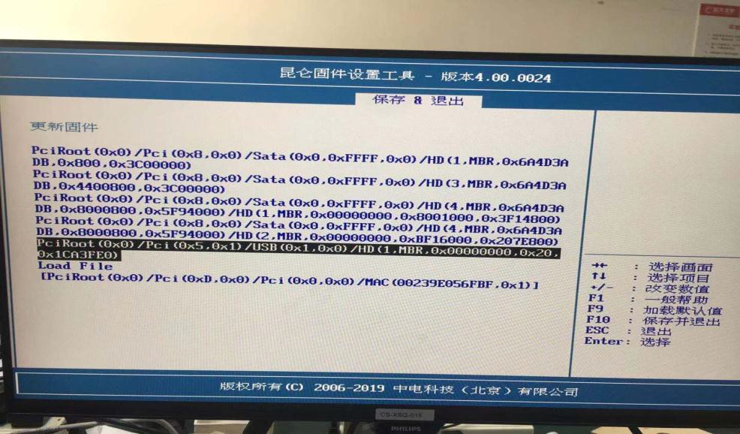 昆仑固件设置工具 - 版本4.00.0024
保存 & 退出
更新固件
PciRoot(0x0)/Pci(0x8,0x0)/Sata(0x0,0xFFFF,0x0)/HD(1,MBR,0x6A4D3A
DB,0x800,0x3C00000)
PciRoot(0x0)/Pci(0x8,0x0)/Sata(0x0,0xFFFF,0x0)/HD(3,MBR,0x6A4D3A
DB,0x4400800,0x3C00000)
PciRoot(0x0)/Pci(0x8,0x0)/Sata(0x0,0xFFFF,0x0)/HD(4,MBR,0x6A4D3A
DB,0x8000800,0x5F94000)/HD(1,MBR,0x00000000,0x8001000,0x3F14800)
PciRoot(0x0)/Pci(0x8,0x0)/Sata(0x0,0xFFFF,0x0)/HD(4,MBR,0x6A4D3A
DB,0x8000800,0x5F94000)/HD(2,MBR,0x00000000,0xBF16000,0x207E800)
PciRoot(0x0)/Pci(0x5,0x1)/USB(0x1,0x0)/HD(1,MBR,0x00000000,0x20,
0x1CA3FE0)
Load File
[PciRoot(0x0)/Pci(0xD,0x0)/Pci(0x0,0x0)/MAC(00239E056FBF,0x1)]
→← : 选择画面
↑↓ : 选择项目
+/- : 改变数值
F1 : 一般帮助
F9 : 加载默认值
F10 : 保存并退出
ESC : 退出
Enter: 选择
版权所有(C) 2006-2019 中电科技（北京）有限公司
PHILIPS